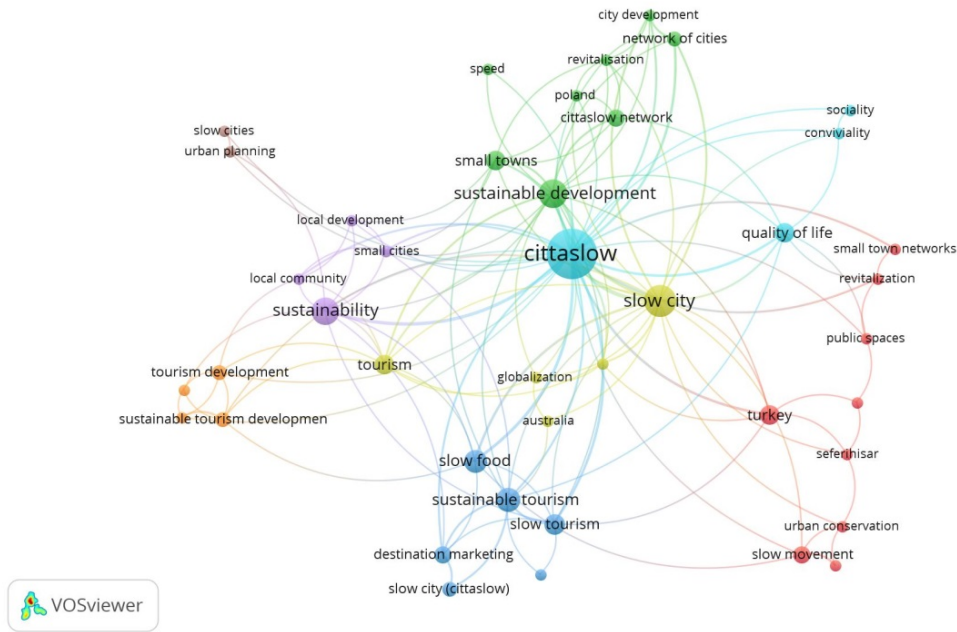 city development
network of cities
revitalisation
speed
poland
sociality
cittaslow network
slow cities
conviviality
urban planning
small towns
sustainable development
local development
quality of life
small cities
small town networks
cittaslow
local community
revitalization
slow city
sustainability
public spaces
tourism
tourism development
globalization
turkey
sustainable tourism developmen
australia
seferihisar
slow food
sustainable tourism
slow tourism
urban conservation
destination marketing
slow movement
slow city (cittaslow)
VOSviewer